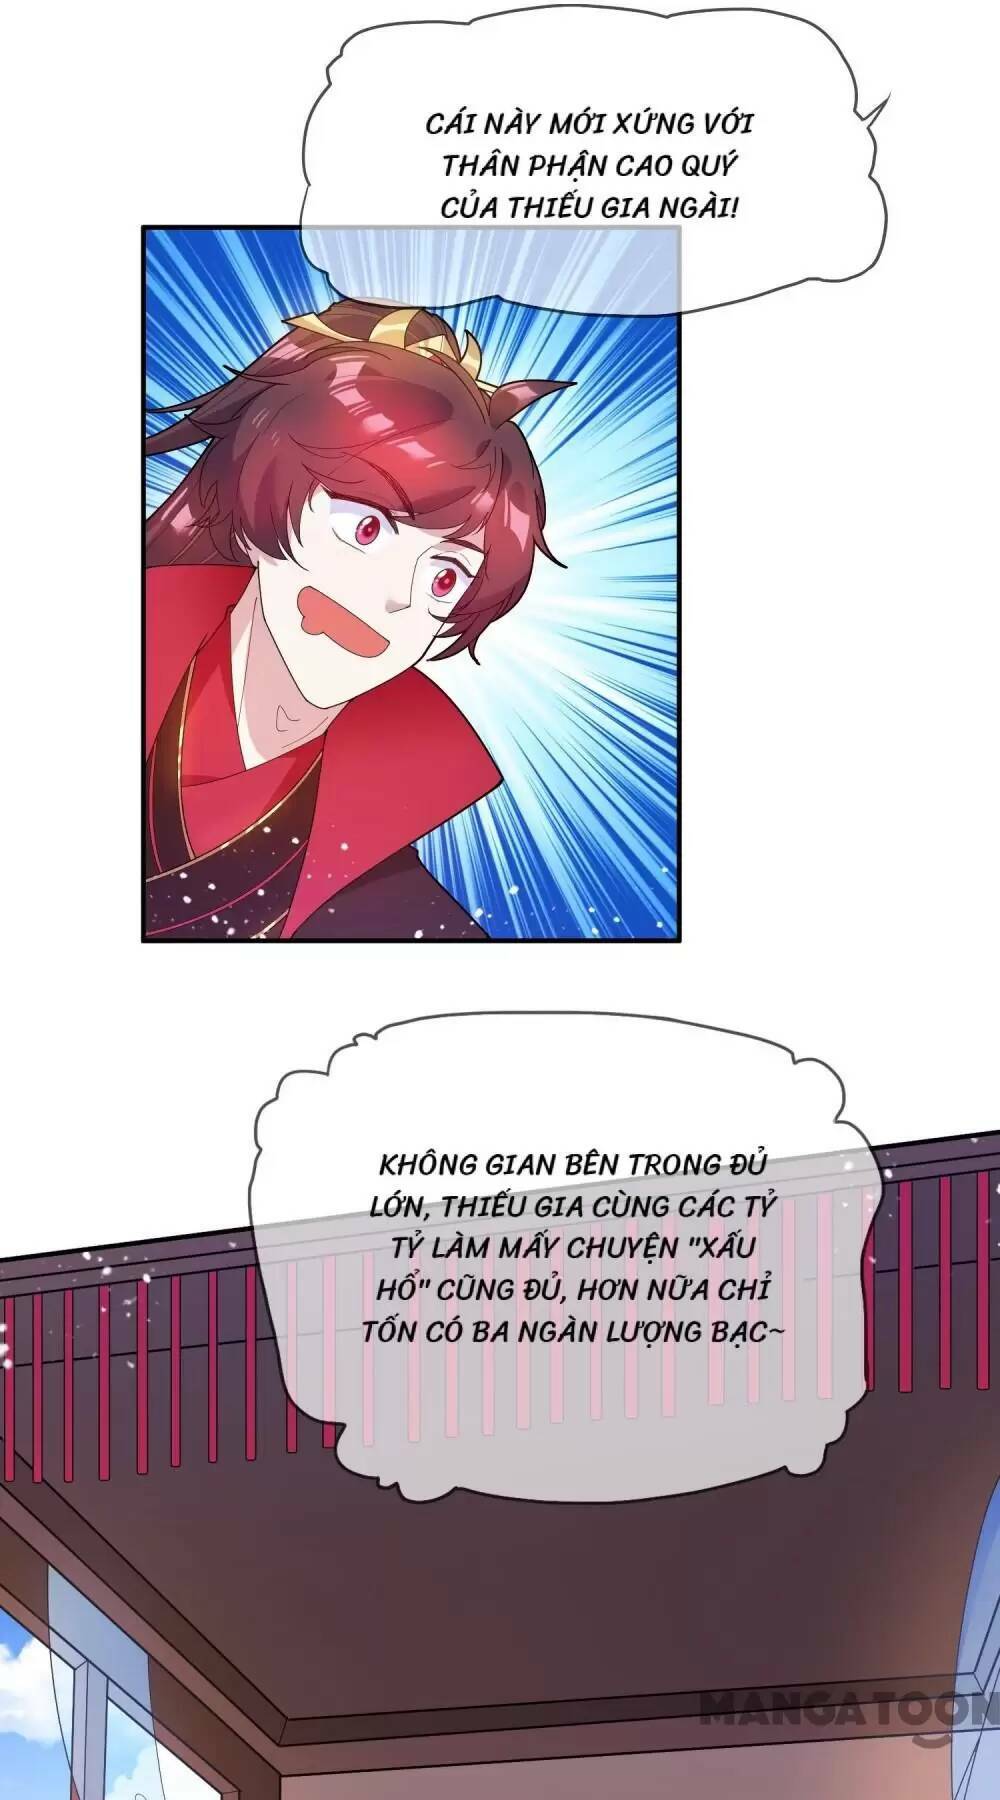 CÁI NÀY MỚI XỨNG VỚI
THÂN PHẬN CAO QUÝ
CỦA THIẾU GIA NGÀI!
KHÔNG GIAN BÊN TRONG ĐỦ
LỚN, THIẾU GIA CÙNG CÁC TỶ
TỶ LÀM MẤY CHUYỆN "XẤU
HỔ" CŨNG ĐỦ, HƠN NỮA CHỈ
TỐN CÓ BA NGÀN LƯỢNG BẠC~
MANGATOON